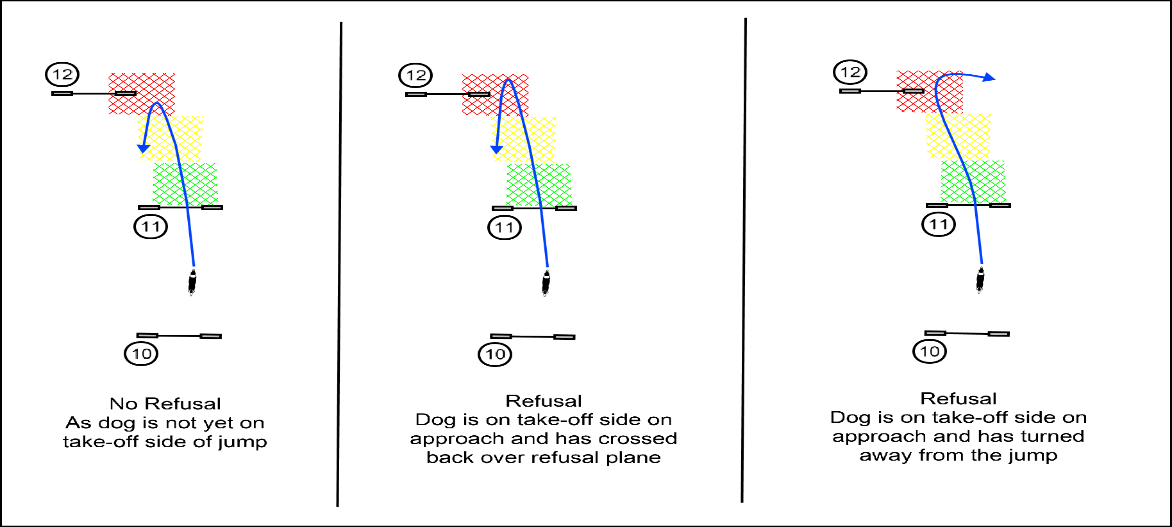 12
11
10
No Refusal
As dog is not yet on
take-off side of jump
12
11
10
Refusal
Dog is on take-off side on
approach and has crossed
back over refusal plane
12
11
10
Refusal
Dog is on take-off side on
approach and has turned
away from the jump